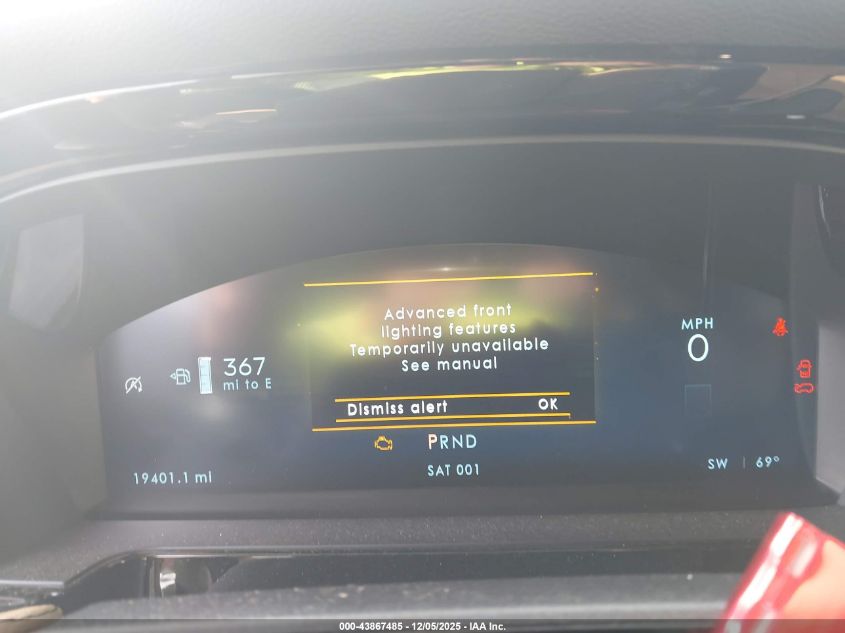 Advanced front
lighting features
Temporarily unavailable
See manual
Dismiss alert OK
367
mi to E
MPH
0
PRND
SAT 001
19401.1 mi
SW | 69°
000-43867485 - 12/05/2025 - IAA Inc.